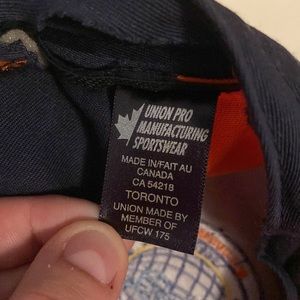 UNION PRO
MANUFACTURING
SPORTSWEAR
MADE IN/FAIT AU
CANADA
CA 54218
TORONTO
UNION MADE BY
MEMBER OF
UFCW 175